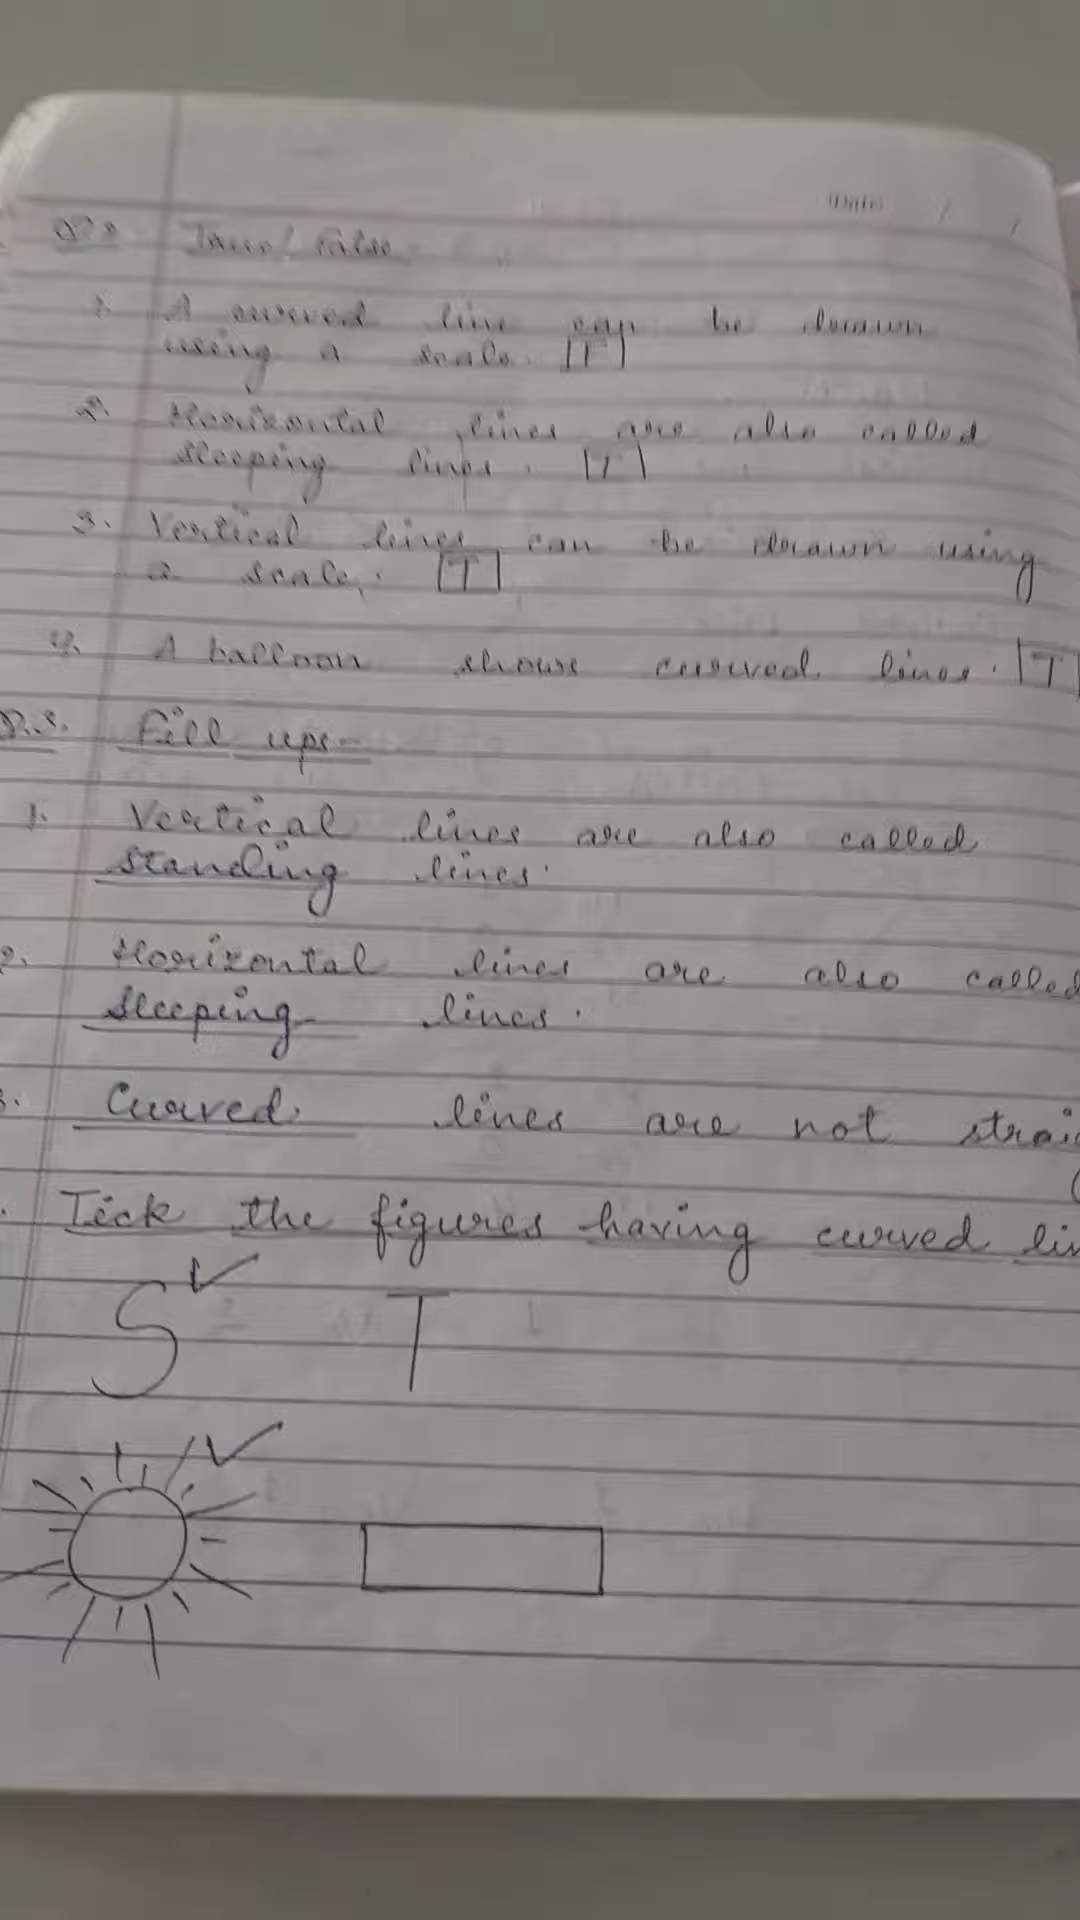 Date / /
Q2. True/False-
1. A curved line can be drawn
using a scale. [T]
2. Horizontal lines are also called
sleeping lines. [T]
3. Vertical lines can be drawn using
a scale. [T]
4. A balloon shows curved lines. [T]
Fill ups-
1. Vertical lines are also called
standing lines.
2. Horizontal lines are also called
sleeping lines.
3. Curved lines are not
Tick the figures having curved
S ✓ T
✓